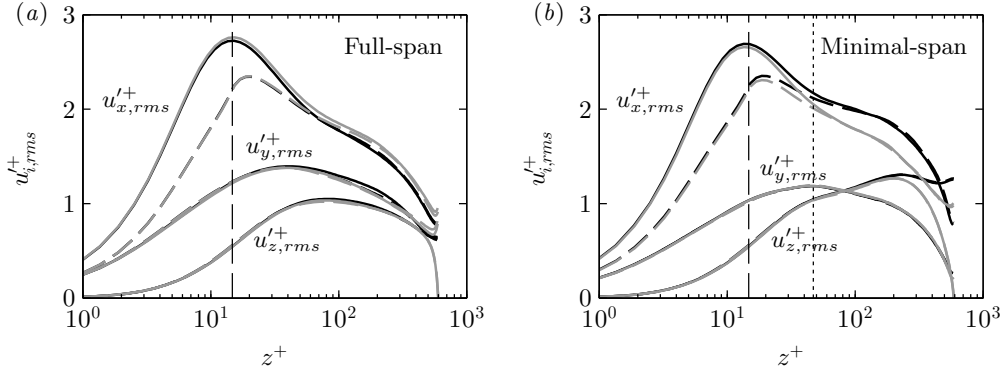 (a)
3
2
1
0
u'^+_{i,rms}
Full-span
u'^+_{x,rms}
u'^+_{y,rms}
u'^+_{z,rms}
10^0 10^1 10^2 10^3
z^+
(b)
3
2
1
0
u'^+_{i,rms}
Minimal-span
u'^+_{x,rms}
u'^+_{y,rms}
u'^+_{z,rms}
10^0 10^1 10^2 10^3
z^+